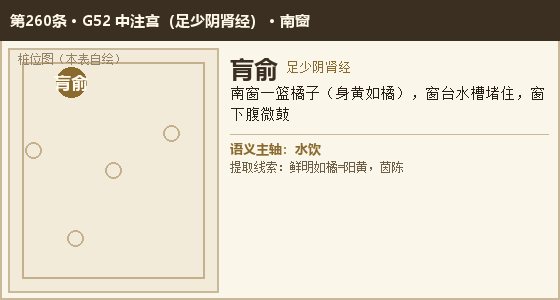 第260条·G52 中注宫（足少阴肾经）·南窗
桩位图（本表自绘）
肓俞
肓俞 足少阴肾经
南窗一篮橘子（身黄如橘），窗台水槽堵住，窗
下腹微鼓
语义主轴：水饮
提取线索：鲜明如橘=阳黄，茵陈